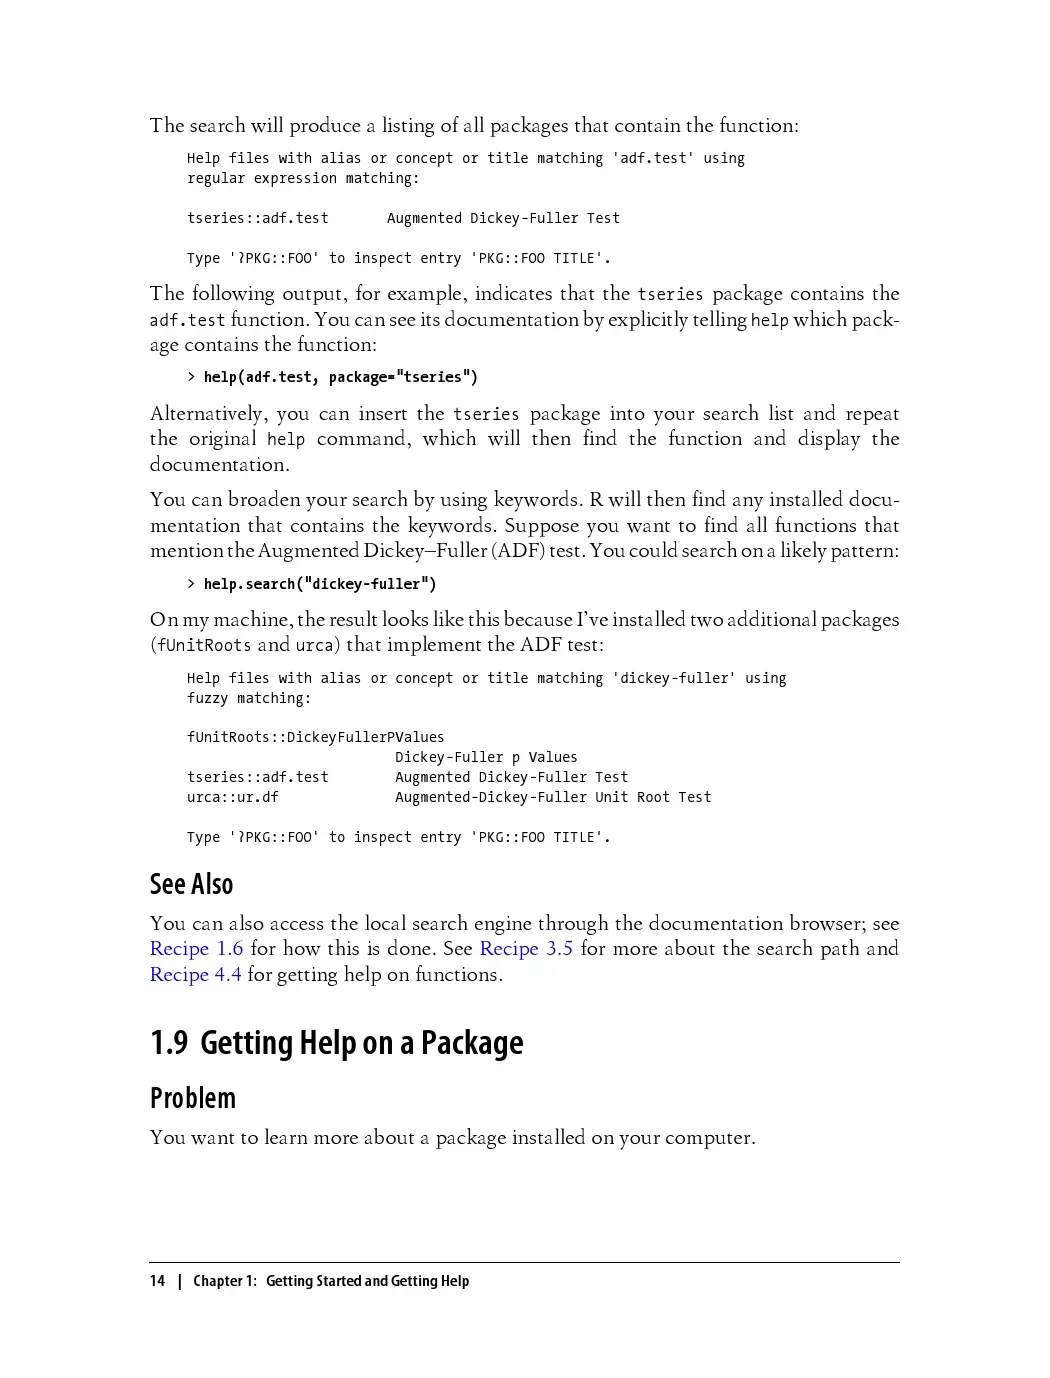 The search will produce a listing of all packages that contain the function:
Help files with alias or concept or title matching 'adf.test' using
regular expression matching:
tseries::adf.test       Augmented Dickey-Fuller Test
Type '?PKG::FOO' to inspect entry 'PKG::FOO TITLE'.
The following output, for example, indicates that the tseries package contains the
adf.test function. You can see its documentation by explicitly telling help which pack-
age contains the function:
> help(adf.test, package="tseries")
Alternatively, you can insert the tseries package into your search list and repeat
the original help command, which will then find the function and display the
documentation.
You can broaden your search by using keywords. R will then find any installed docu-
mentation that contains the keywords. Suppose you want to find all functions that
mention the Augmented Dickey–Fuller (ADF) test. You could search on a likely pattern:
> help.search("dickey-fuller")
On my machine, the result looks like this because I've installed two additional packages
(fUnitRoots and urca) that implement the ADF test:
Help files with alias or concept or title matching 'dickey-fuller' using
fuzzy matching:
fUnitRoots::DickeyFullerPValues
Dickey-Fuller p Values
tseries::adf.test        Augmented Dickey-Fuller Test
urca::ur.df              Augmented-Dickey-Fuller Unit Root Test
Type '?PKG::FOO' to inspect entry 'PKG::FOO TITLE'.
See Also
You can also access the local search engine through the documentation browser; see
Recipe 1.6 for how this is done. See Recipe 3.5 for more about the search path and
Recipe 4.4 for getting help on functions.
1.9 Getting Help on a Package
Problem
You want to learn more about a package installed on your computer.
14 | Chapter 1: Getting Started and Getting Help